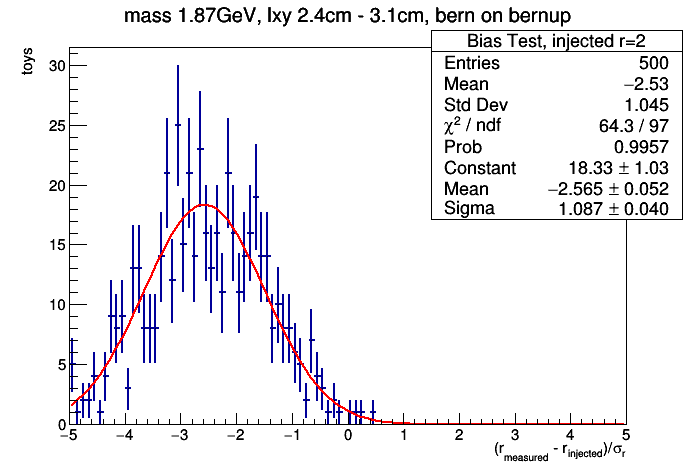 mass 1.87GeV, lxy 2.4cm - 3.1cm, bern on bernup
Bias Test, injected r=2
Entries 500
Mean −2.53
Std Dev 1.045
χ² / ndf 64.3 / 97
Prob 0.9957
Constant 18.33 ± 1.03
Mean −2.565 ± 0.052
Sigma 1.087 ± 0.040
toys
30
25
20
15
10
5
0
−5 −4 −3 −2 −1 0 1 2 3 4 5
(r_measured - r_injected)/σ_r